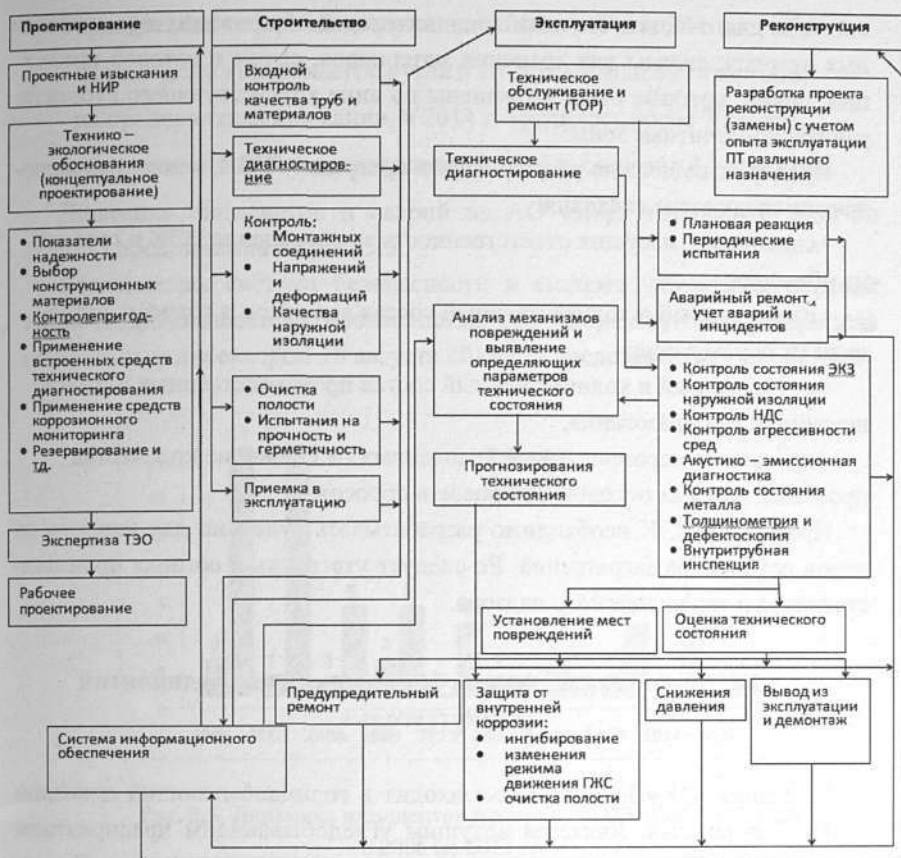 Проектирование
Проектные изыскания
и НИР
Технико –
экологическое
обоснования
(концептуальное
проектирование)
• Показатели
надежности
• Выбор
конструкционных
материалов
• Контролепригод-
ность
• Применение
встроенных средств
технического
диагностирования
• Применение средств
коррозионного
мониторинга
• Резервирование и
тд.
Экспертиза ТЭО
Рабочее
проектирование
Строительство
Входной
контроль
качества труб и
материалов
Техническое
диагностиров-
ние
Контроль:
• Монтажных
соединений
• Напряжений
и
деформаций
• Качества
наружной
изоляции
• Очистка
полости
• Испытания на
прочность и
герметичность
Приемка в
эксплуатацию
Эксплуатация
Техническое
обслуживание и
ремонт (ТОР)
Техническое
диагностирование
Анализ механизмов
повреждений и
выявление
определяющих
параметров
технического
состояния
Прогнозирования
технического
состояния
Реконструкция
Разработка проекта
реконструкции
(замены) с учетом
опыта эксплуатации
ПТ различного
назначения
• Плановая реакция
• Периодические
испытания
Аварийный ремонт,
учет аварий и
инцидентов
• Контроль состояния ЭКЗ
• Контроль состояния
наружной изоляции
• Контроль НДС
• Контроль агрессивности
сред
• Акустико – эмиссионная
диагностика
• Контроль состояния
металла
• Толщинометрия и
дефектоскопия
• Внутритрубная
инспекция
Установление мест
повреждений
Оценка технического
состояния
Предупредительный
ремонт
Защита от
внутренней
коррозии:
• ингибирование
• изменения
режима
движения ГЖС
• очистка полости
Снижения
давления
Вывод из
эксплуатации
и демонтаж
Система информационного
обеспечения